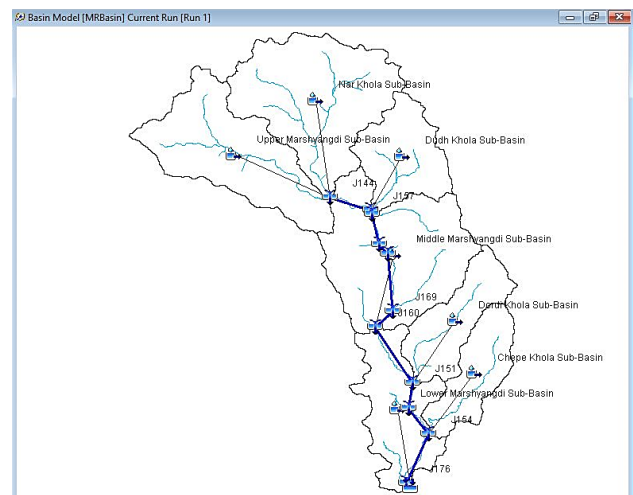 Basin Model [MRBasin] Current Run [Run 1]
Nar Khola Sub-Basin
Upper Marshyangdi Sub-Basin
Dudh Khola Sub-Basin
J144
J157
Middle Marsyangdi Sub-Basin
J169
Dordi Khola Sub-Basin
J160
Chepe Khola Sub-Basin
J151
Lower Marshyangdi Sub-Basin
J154
J176